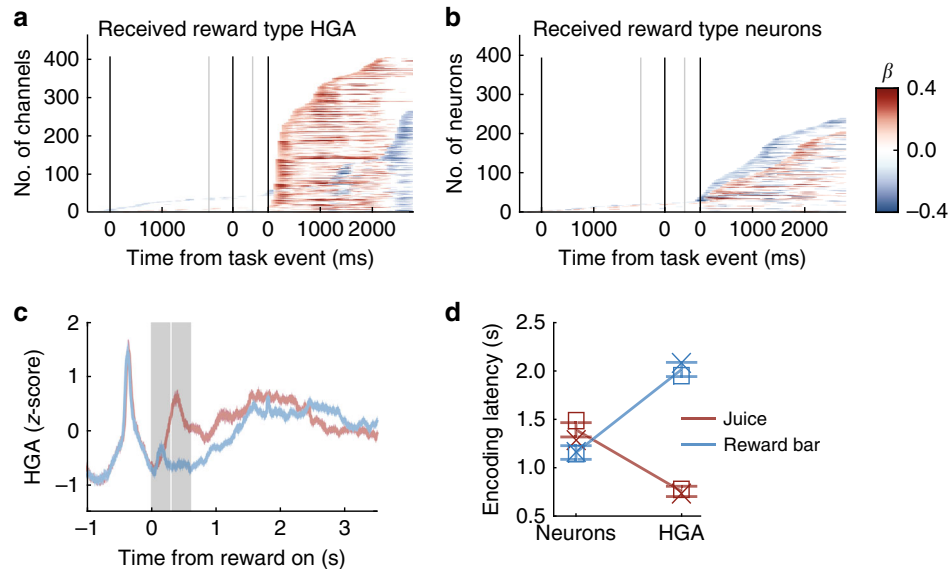 a
Received reward type HGA
No. of channels
400
300
200
100
0
0 1000 0 0 1000 2000
Time from task event (ms)
b
Received reward type neurons
No. of neurons
400
300
200
100
0
0 1000 0 0 1000 2000
Time from task event (ms)
β
0.4
0.0
–0.4
c
HGA (z-score)
2
1
0
–1
–1 0 1 2 3
Time from reward on (s)
d
Encoding latency (s)
2.5
2.0
1.5
1.0
0.5
Neurons HGA
Juice
Reward bar